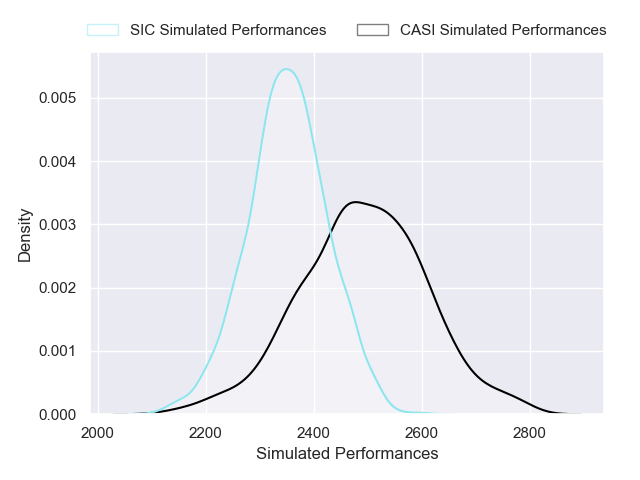 SIC Simulated Performances CASI Simulated Performances
0.005
0.004
0.003
0.002
0.001
0.000
Density
2000 2200 2400 2600 2800
Simulated Performances